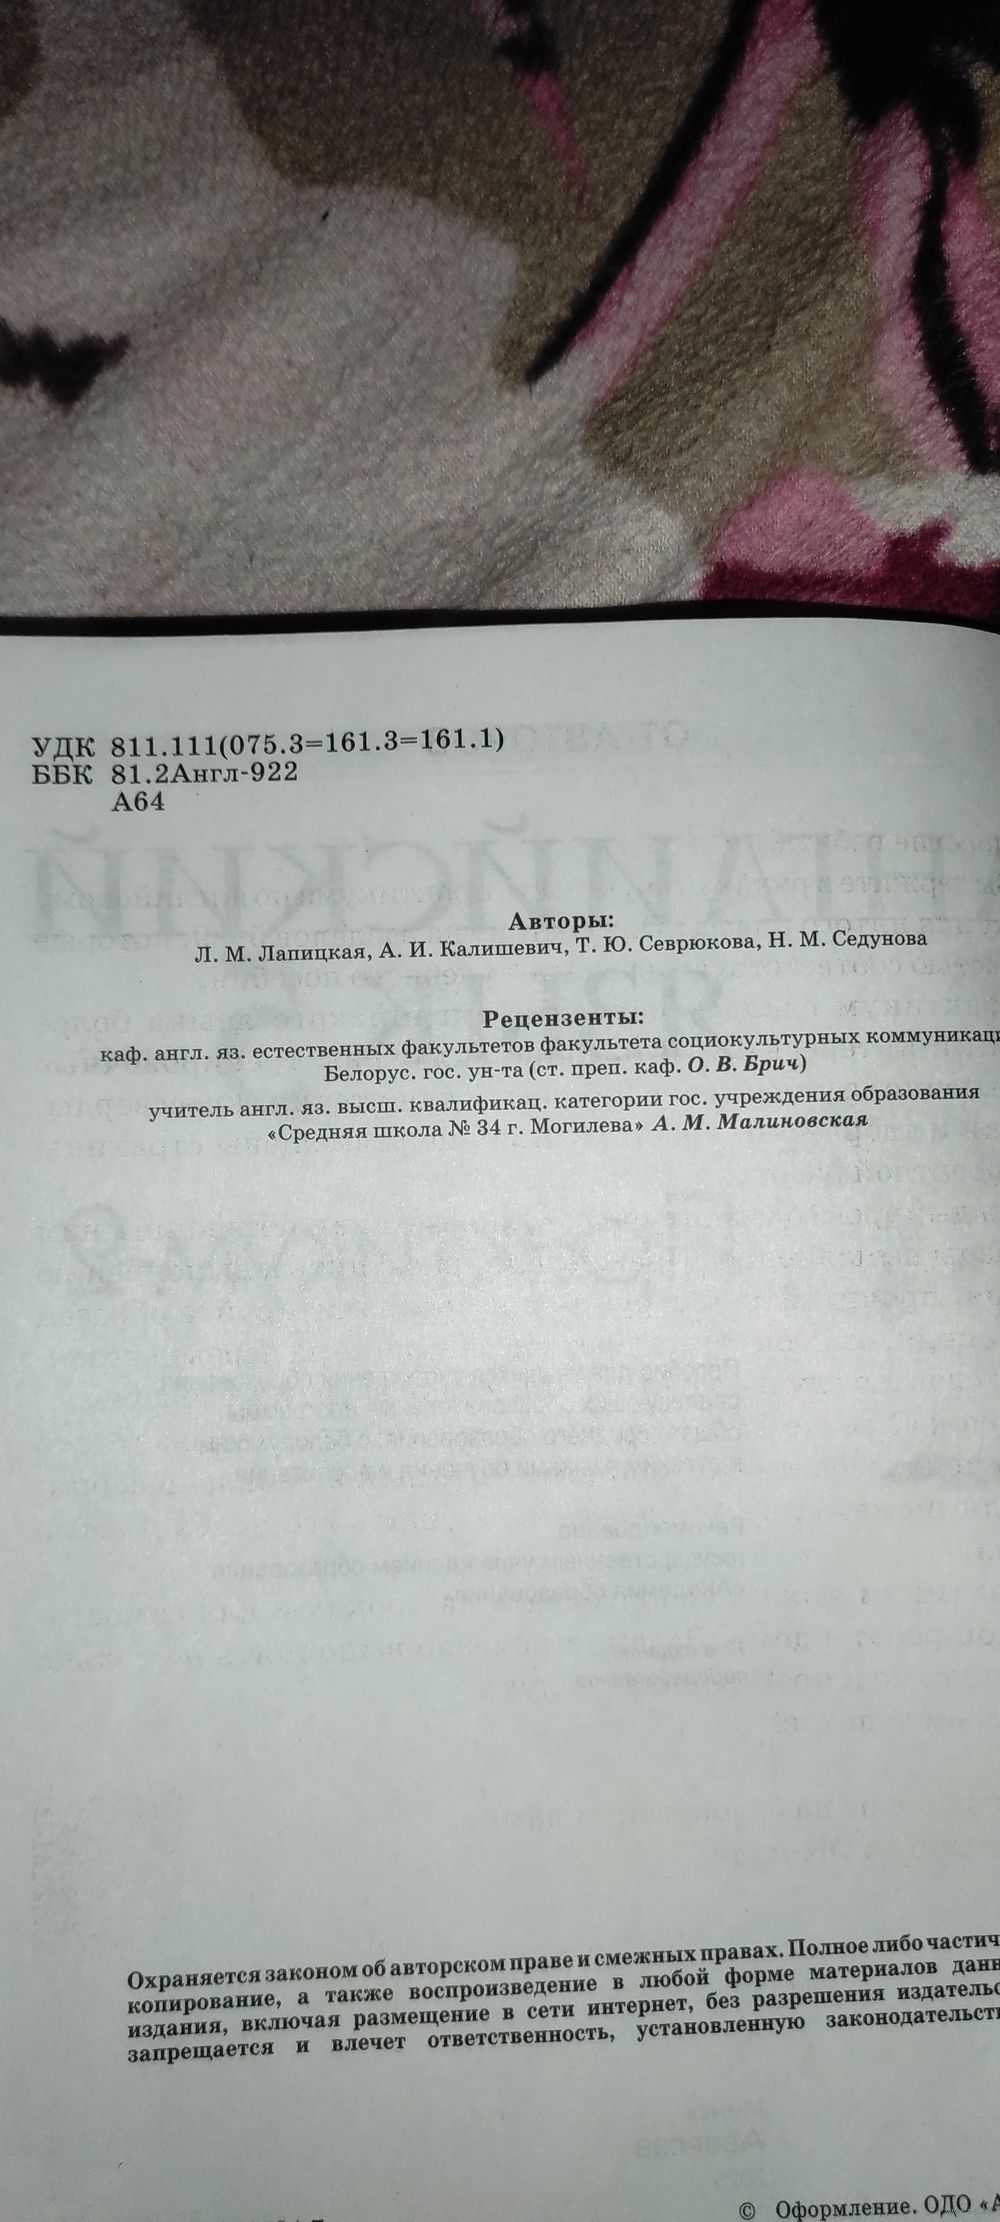 УДК 811.111(075.3=161.3=161.1)
ББК 81.2Англ-922
А64
Авторы:
Л. М. Лапицкая, А. И. Калишевич, Т. Ю. Севрюкова, Н. М. Седунова
Рецензенты:
каф. англ. яз. естественных факультетов факультета социокультурных коммуникаци
Белорус. гос. ун-та (ст. преп. каф. О. В. Брич)
учитель англ. яз. высш. квалификац. категории гос. учреждения образования
«Средняя школа № 34 г. Могилева» А. М. Малиновская
Охраняется законом об авторском праве и смежных правах. Полное либо частич
копирование, а также воспроизведение в любой форме материалов данн
издания, включая размещение в сети интернет, без разрешения издательс
запрещается и влечет ответственность, установленную законодательств
© Оформление. ОДО «А